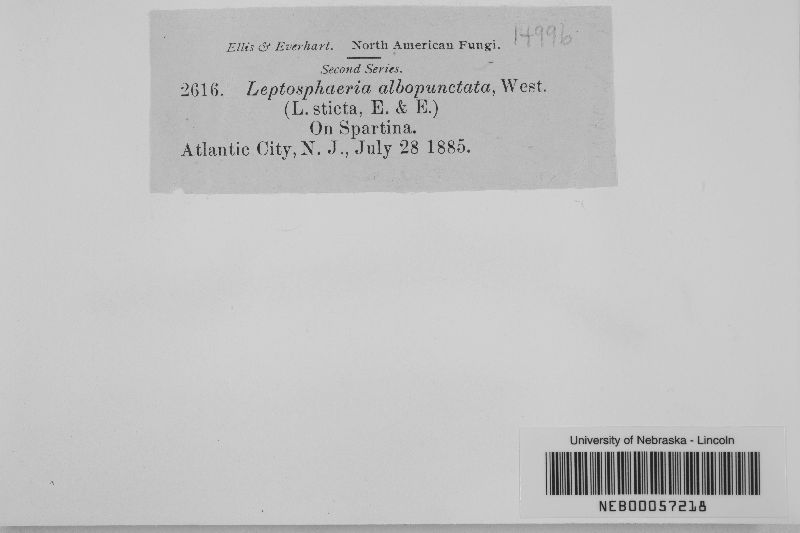 Ellis & Everhart. North American Fungi. 14996
Second Series.
2616. Leptosphaeria albopunctata, West.
(L. sticta, E. & E.)
On Spartina.
Atlantic City, N. J., July 28 1885.
University of Nebraska - Lincoln
NEB00057218